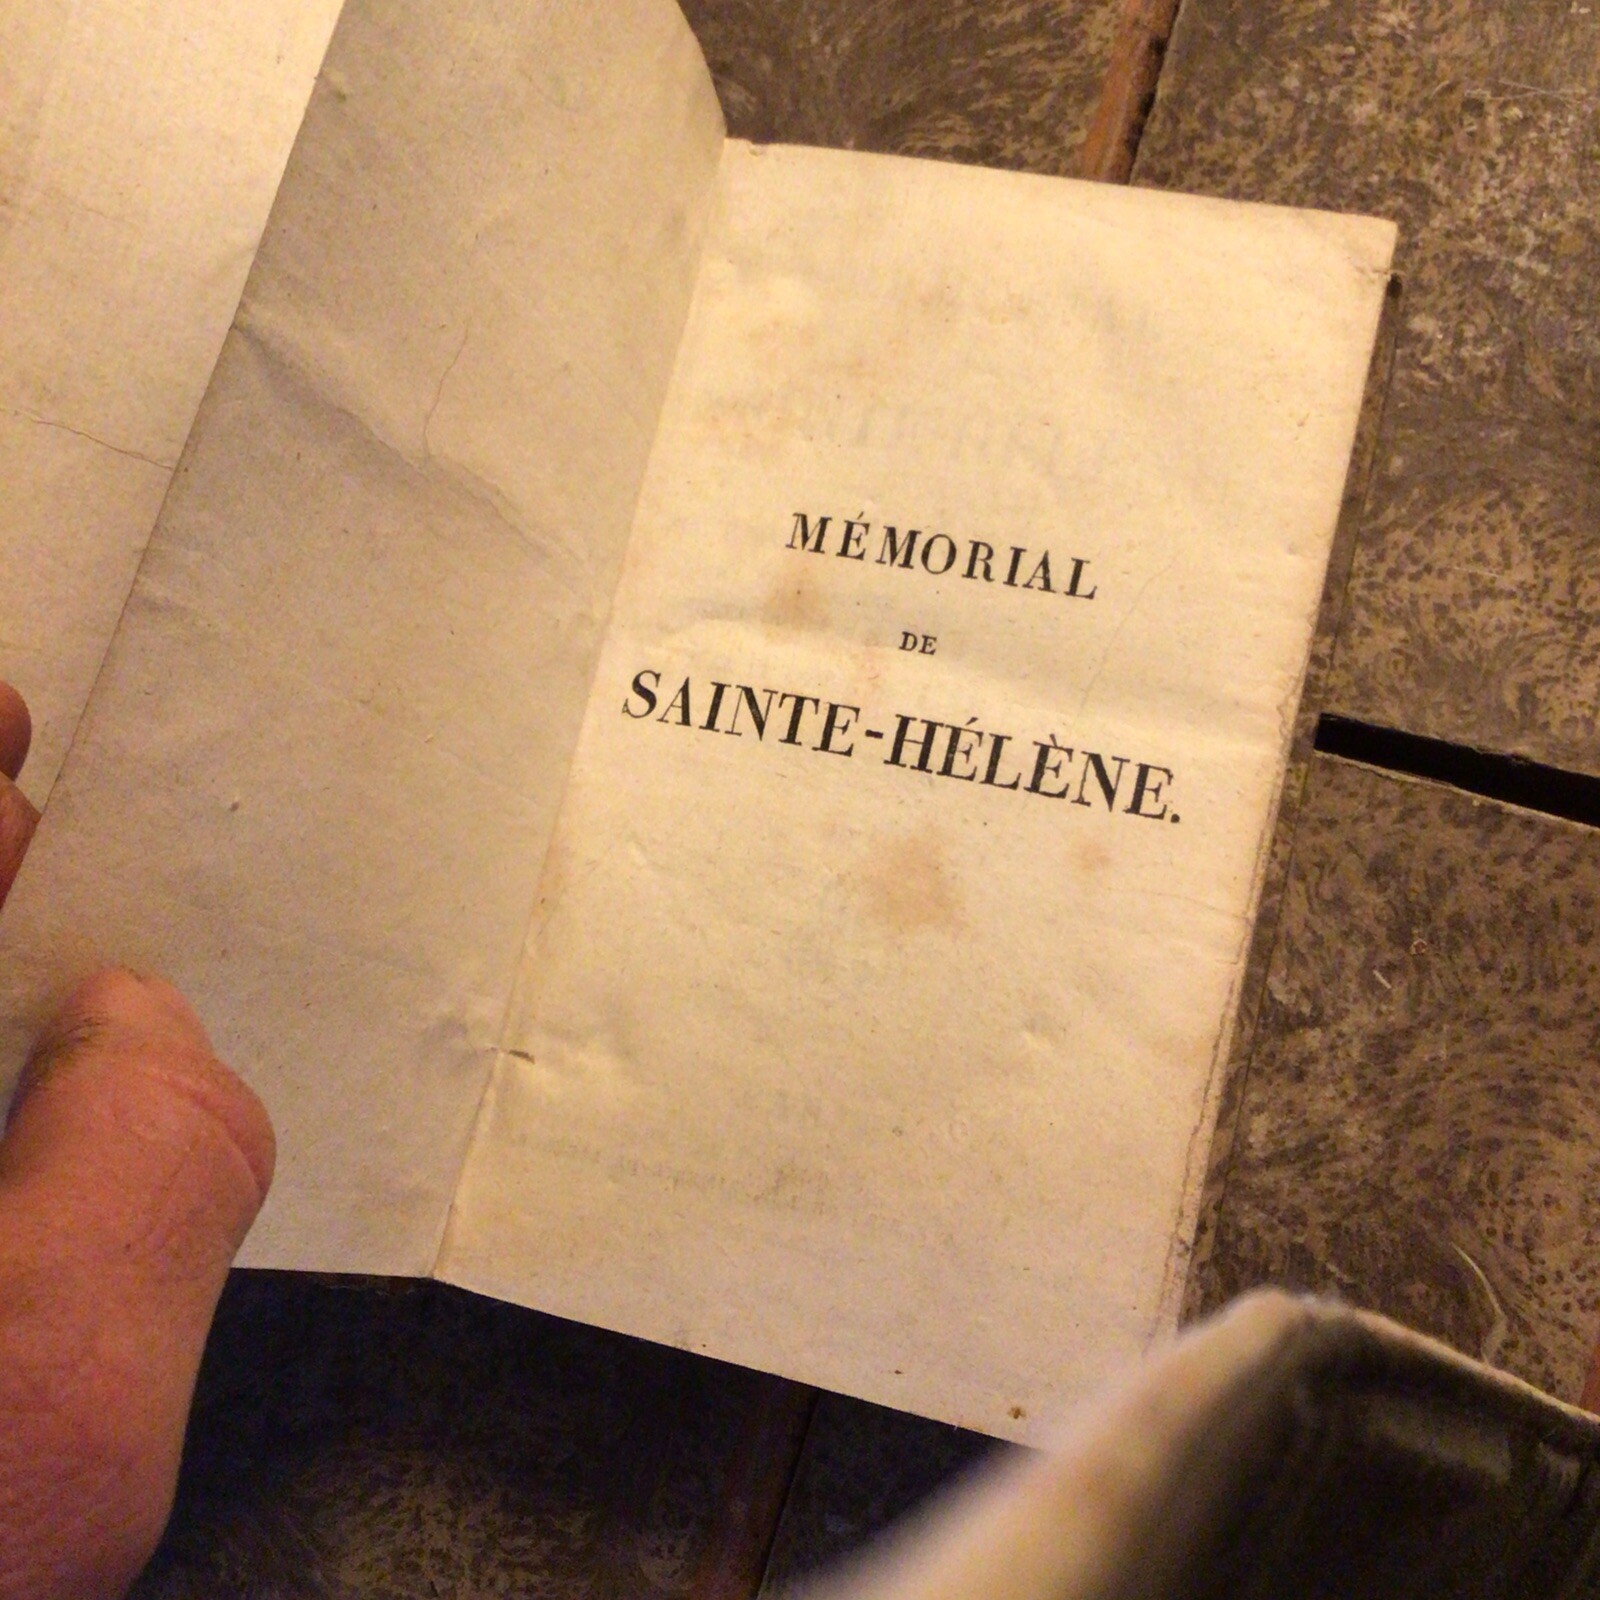 MÉMORIAL
DE
SAINTE-HÉLÈNE.